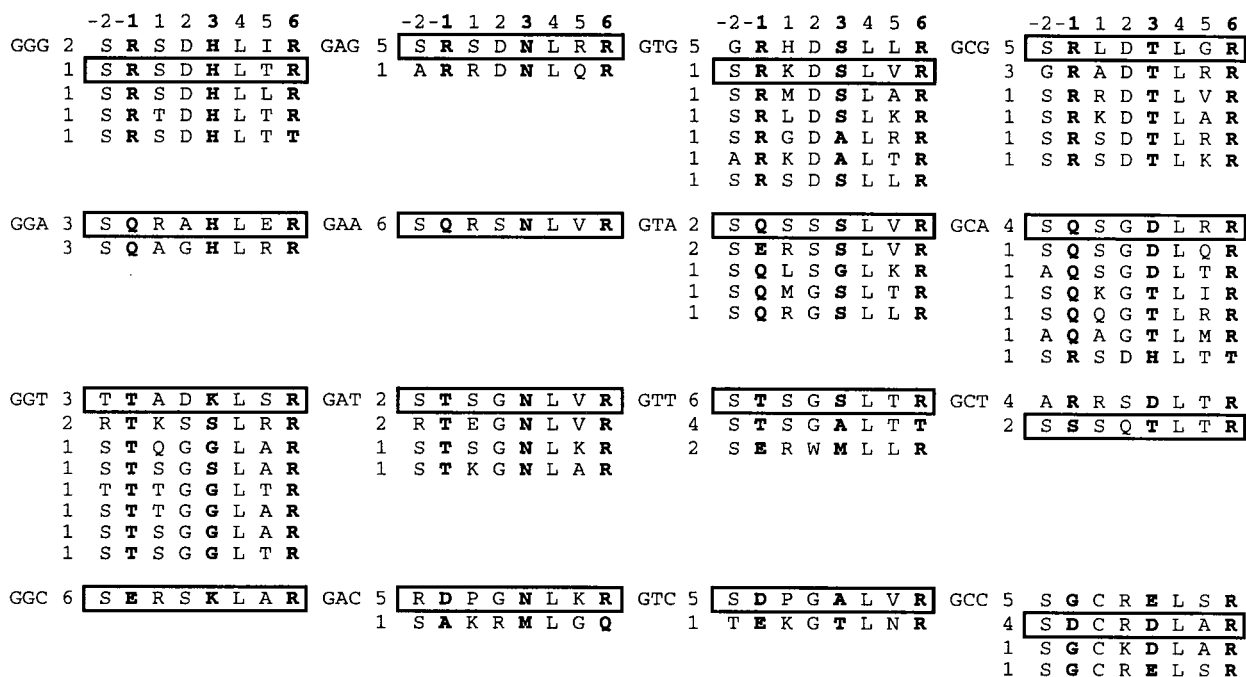 -2 -1 1 2 3 4 5 6 -2 -1 1 2 3 4 5 6 -2 -1 1 2 3 4 5 6 -2 -1 1 2 3 4 5 6
GGG 2 S R S D H L I R GAG 5 S R S D N L R R GTG 5 G R H D S L L R GCG 5 S R L D T L G R
1 S R S D H L T R 1 A R R D N L Q R 1 S R K D S L V R 3 G R A D T L R R
1 S R S D H L L R 1 S R M D S L A R 1 S R R D T L V R
1 S R T D H L T R 1 S R L D S L K R 1 S R K D T L A R
1 S R S D H L T T 1 S R G D A L R R 1 S R S D T L R R
1 A R K D A L T R 1 S R S D T L K R
1 S R S D S L L R
GGA 3 S Q R A H L E R GAA 6 S Q R S N L V R GTA 2 S Q S S S L V R GCA 4 S Q S G D L R R
3 S Q A G H L R R 2 S E R S S L V R 1 S Q S G D L Q R
1 S Q L S G L K R 1 A Q S G D L T R
1 S Q M G S L T R 1 S Q K G T L I R
1 S Q R G S L L R 1 S Q Q G T L R R
1 A Q A G T L M R
1 S R S D H L T T
GGT 3 T T A D K L S R GAT 2 S T S G N L V R GTT 6 S T S G S L T R GCT 4 A R R S D L T R
2 R T K S S L R R 2 R T E G N L V R 4 S T S G A L T T 2 S S S Q T L T R
1 S T Q G G L A R 1 S T S G N L K R 2 S E R W M L L R
1 S T S G S L A R 1 S T K G N L A R
1 T T T G G L T R
1 S T T G G L A R
1 S T S G G L A R
1 S T S G G L T R
GGC 6 S E R S K L A R GAC 5 R D P G N L K R GTC 5 S D P G A L V R GCC 5 S G C R E L S R
1 S A K R M L G Q 1 T E K G T L N R 4 S D C R D L A R
1 S G C K D L A R
1 S G C R E L S R